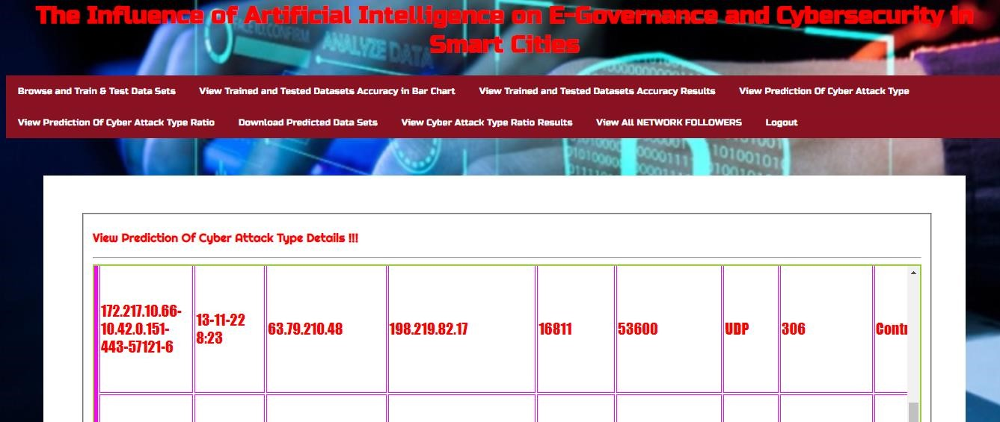 The Influence of Artificial Intelligence on E-Governance and Cybersecurity in
Smart Cities
ANALYZE DATA
Browse and Train & Test Data Sets View Trained and Tested Datasets Accuracy in Bar Chart View Trained and Tested Datasets Accuracy Results View Prediction Of Cyber Attack Type
View Prediction Of Cyber Attack Type Ratio Download Predicted Data Sets View Cyber Attack Type Ratio Results View All NETWORK FOLLOWERS Logout
View Prediction Of Cyber Attack Type Details !!!
172.217.10.66-
10.42.0.151-
443-57121-6
13-11-22
8:23
63.79.210.48
198.219.82.17
16811
53600
UDP
306